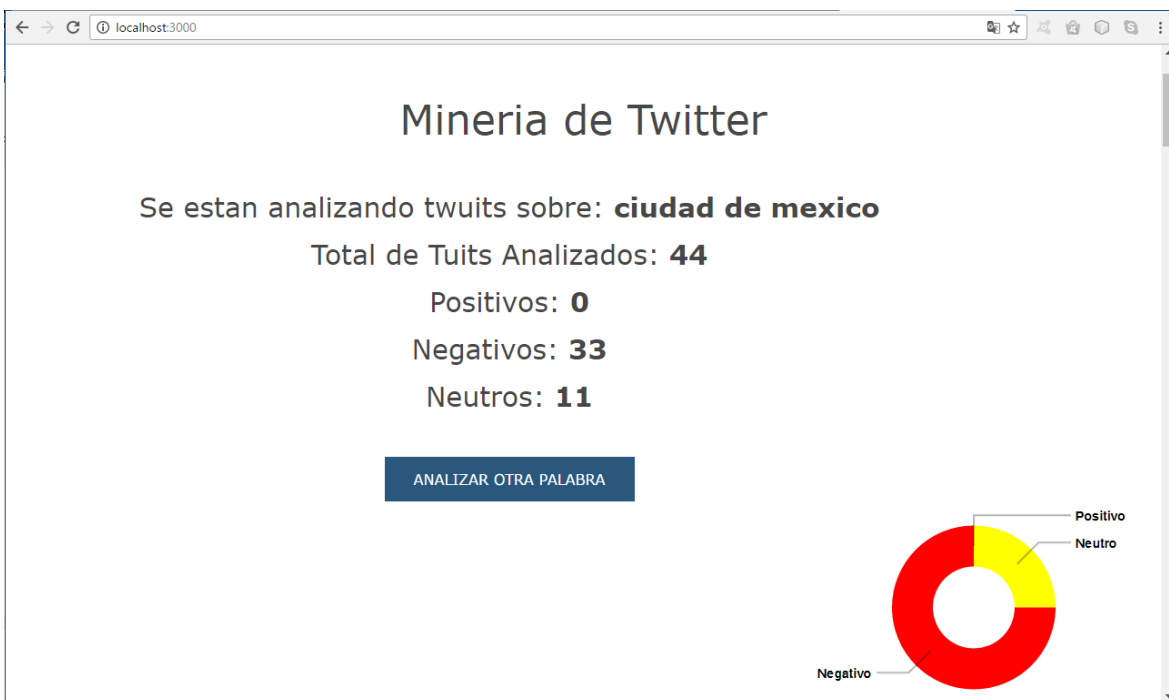 localhost:3000
Mineria de Twitter
Se estan analizando twuits sobre: ciudad de mexico
Total de Tuits Analizados: 44
Positivos: 0
Negativos: 33
Neutros: 11
ANALIZAR OTRA PALABRA
Positivo
Neutro
Negativo